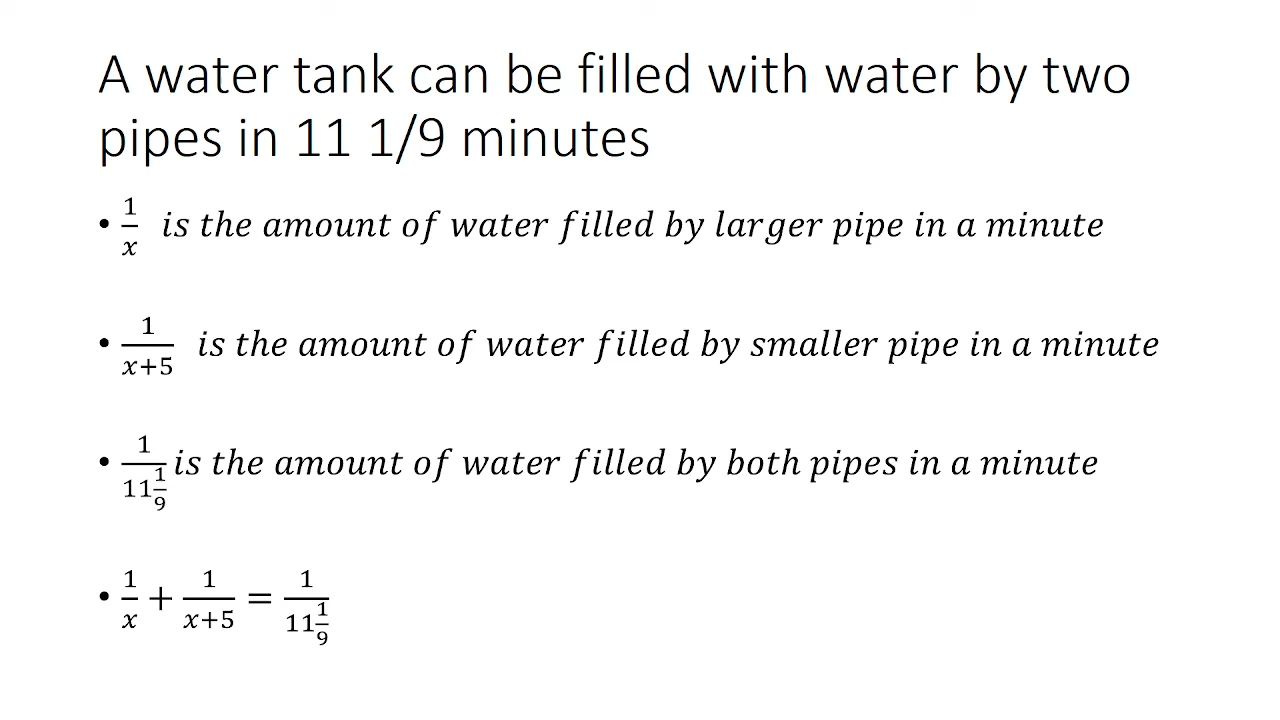 A water tank can be filled with water by two
pipes in 11 1/9 minutes
• 1/x is the amount of water filled by larger pipe in a minute
• 1/(x+5) is the amount of water filled by smaller pipe in a minute
• 1/(11 1/9) is the amount of water filled by both pipes in a minute
• 1/x + 1/(x+5) = 1/(11 1/9)